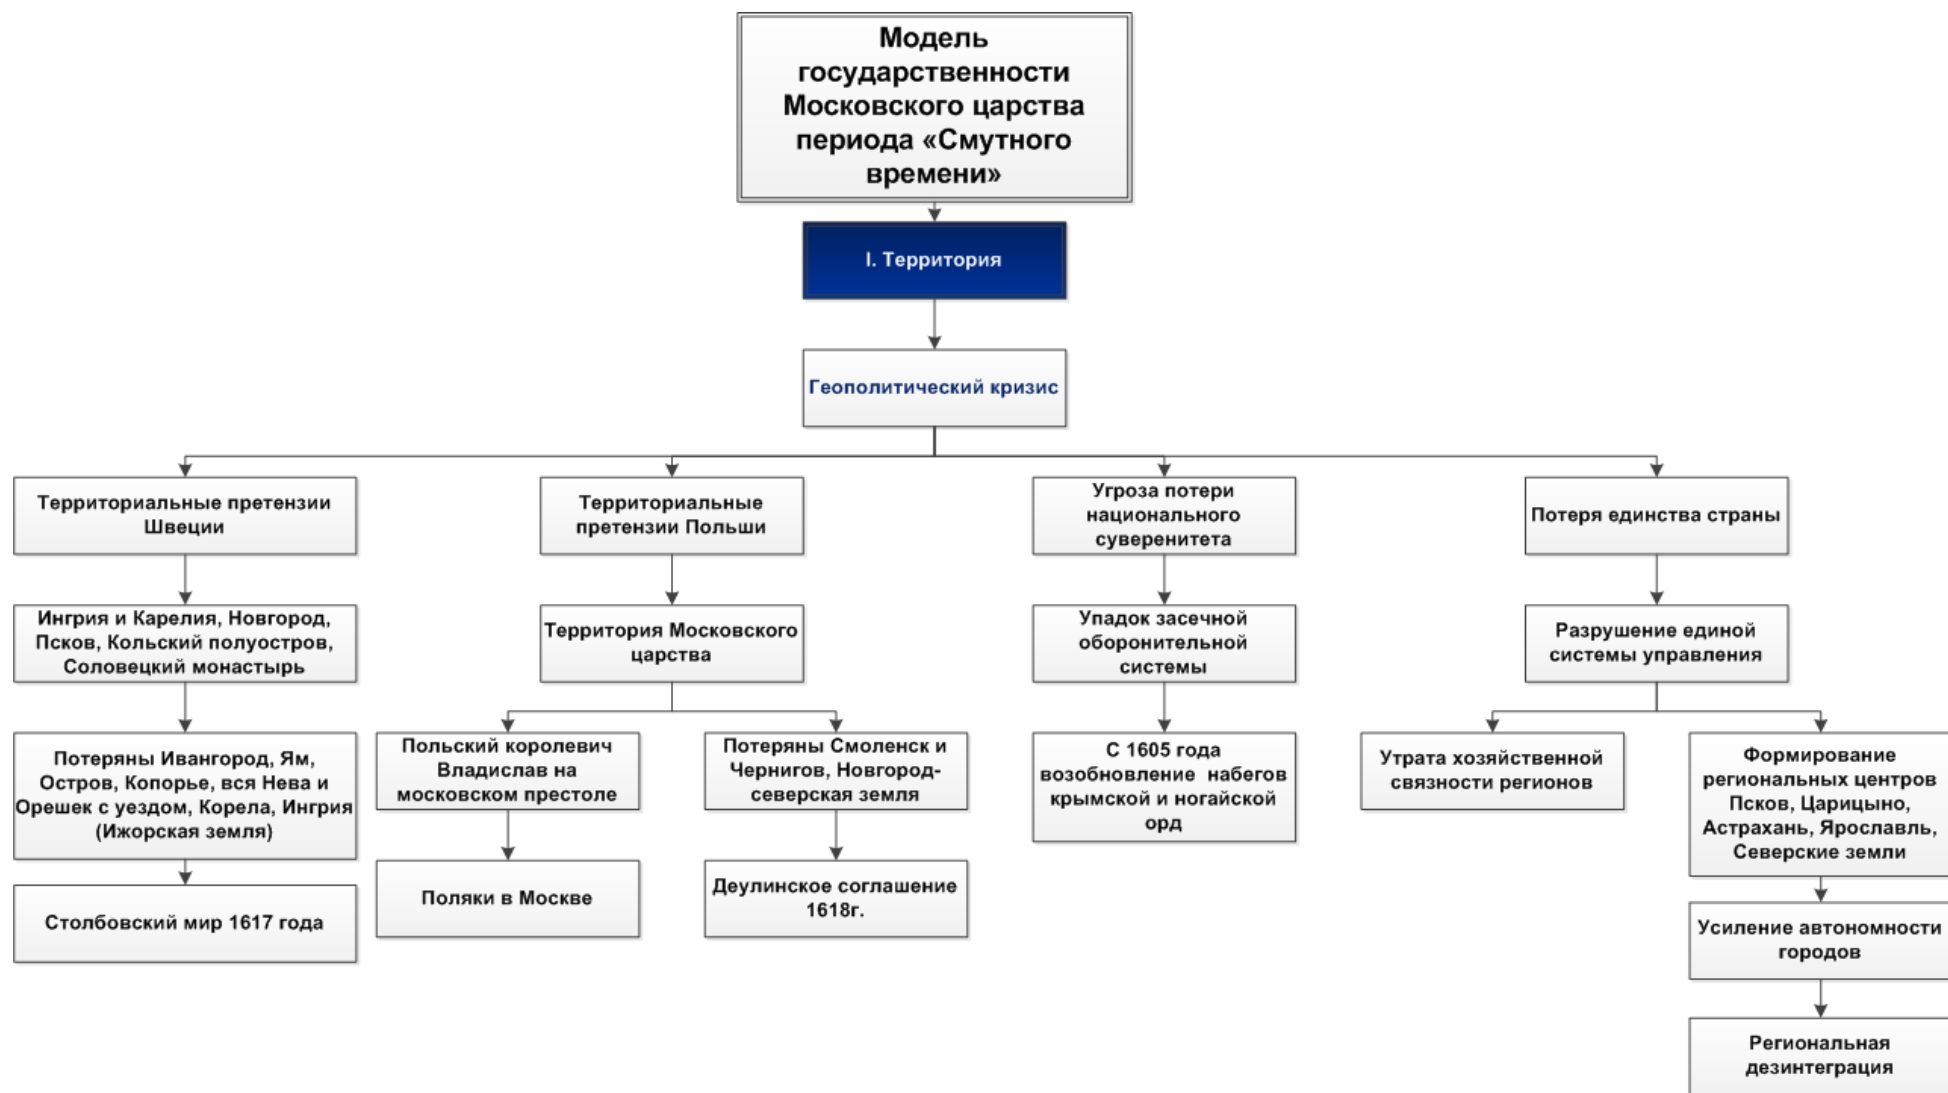 Модель
государственности
Московского царства
периода «Смутного
времени»
I. Территория
Геополитический кризис
Территориальные претензии
Швеции
Территориальные
претензии Польши
Угроза потери
национального
суверенитета
Потеря единства страны
Ингрия и Карелия, Новгород,
Псков, Кольский полуостров,
Соловецкий монастырь
Территория Московского
царства
Упадок засечной
оборонительной
системы
Разрушение единой
системы управления
Потеряны Ивангород, Ям,
Остров, Копорье, вся Нева и
Орешек с уездом, Корела, Ингрия
(Ижорская земля)
Польский королевич
Владислав на
московском престоле
Потеряны Смоленск и
Чернигов, Новгород-
северская земля
С 1605 года
возобновление набегов
крымской и ногайской
орд
Утрата хозяйственной
связности регионов
Формирование
региональных центров
Псков, Царицыно,
Астрахань, Ярославль,
Северские земли
Столбовский мир 1617 года
Поляки в Москве
Деулинское соглашение
1618г.
Усиление автономности
городов
Региональная
дезинтеграция